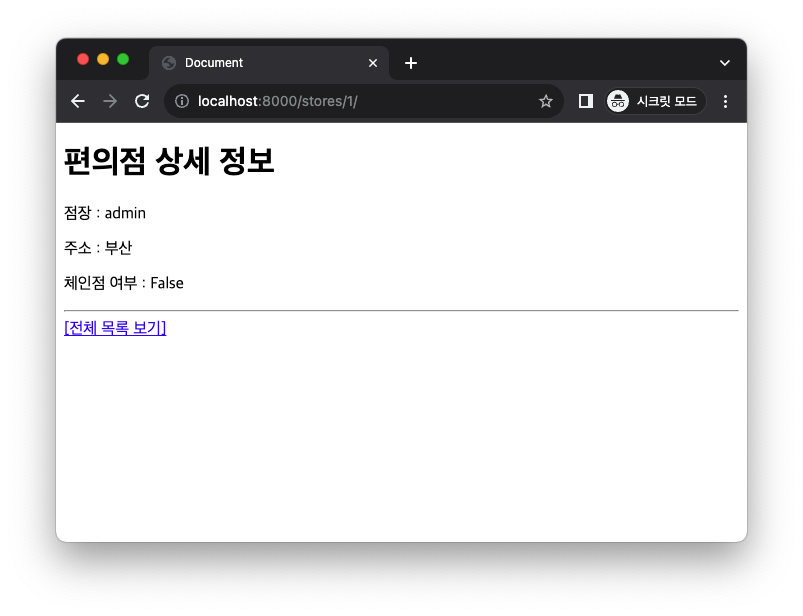 Document
localhost:8000/stores/1/
시크릿 모드
편의점 상세 정보
점장 : admin
주소 : 부산
체인점 여부 : False
[전체 목록 보기]